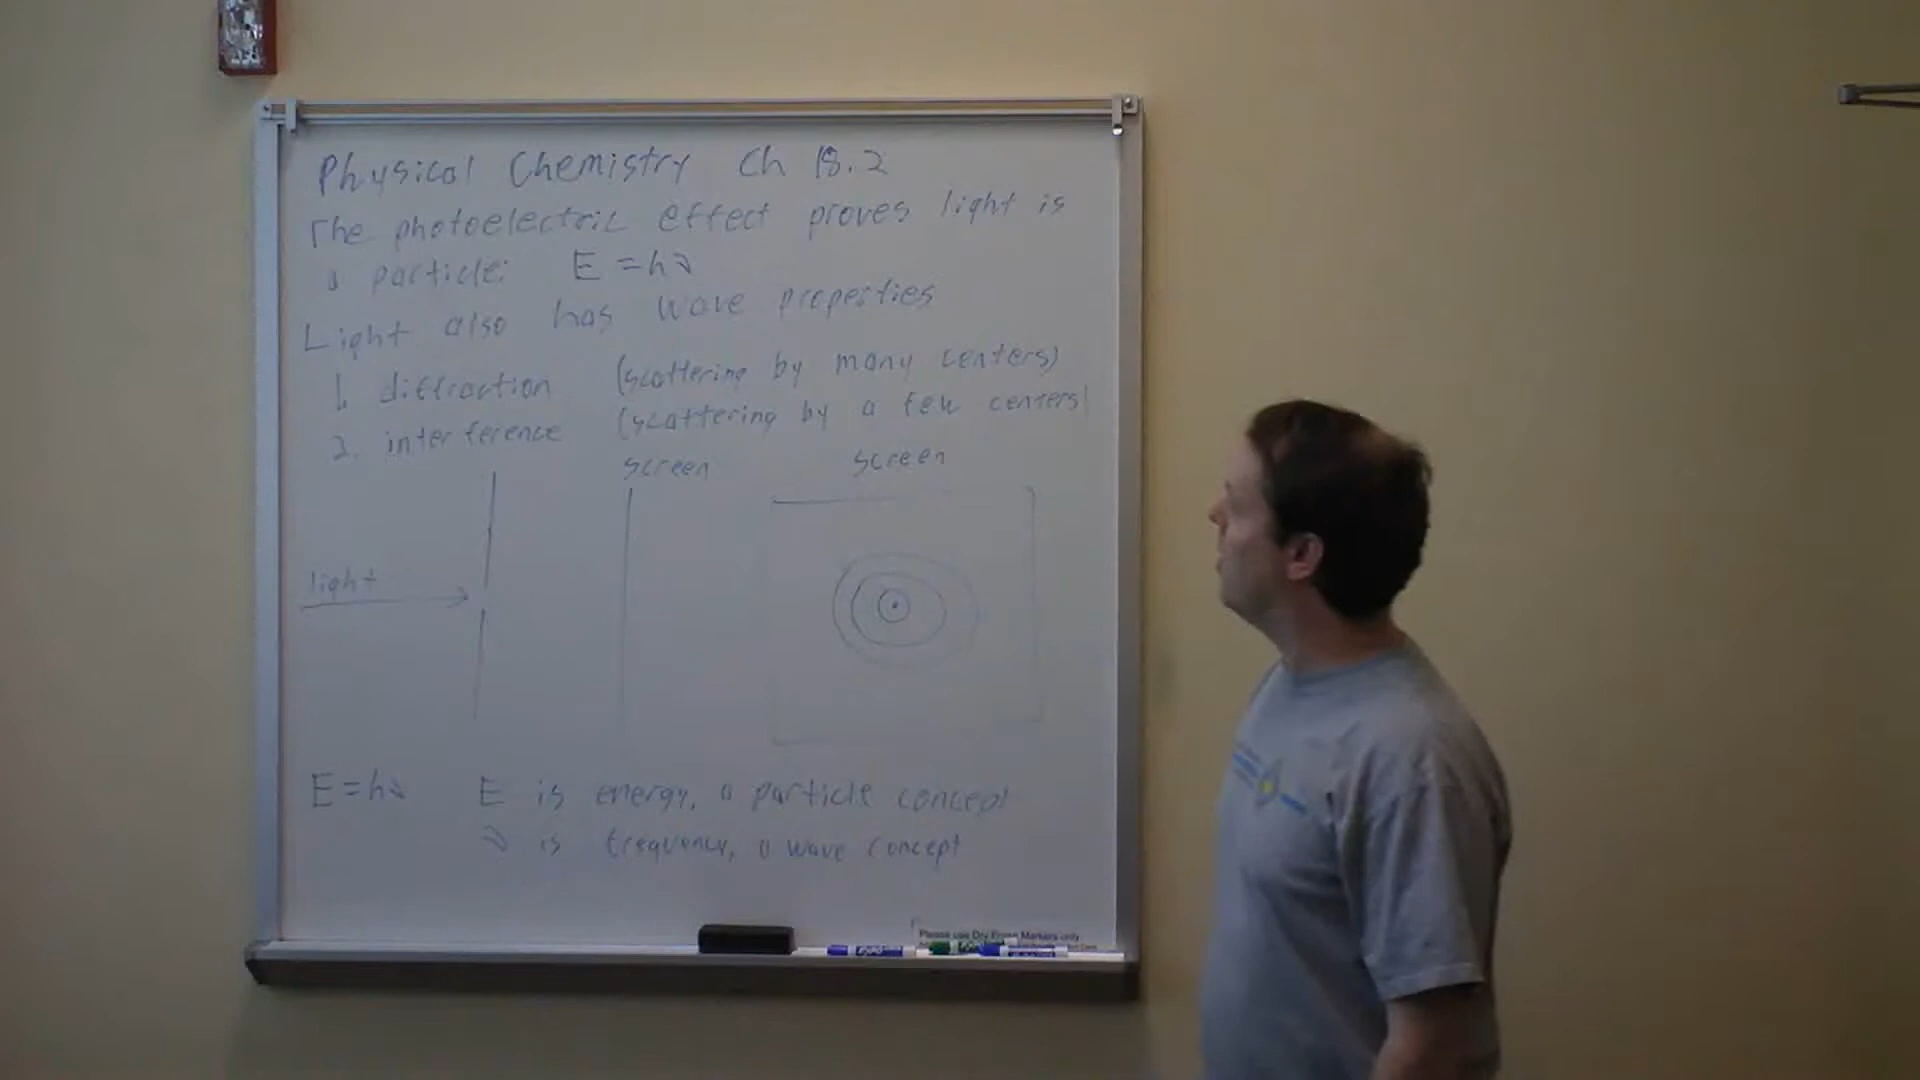 Physical Chemistry Ch 18.2
The photoelectric effect proves light is
a particle: E = hν
Light also has wave properties
1. diffraction (scattering by many centers)
2. interference (scattering by a few centers)
screen screen
light
E = hν E is energy, a particle concept
ν is frequency, a wave concept
Please use Dry Erase Markers only
EXPO